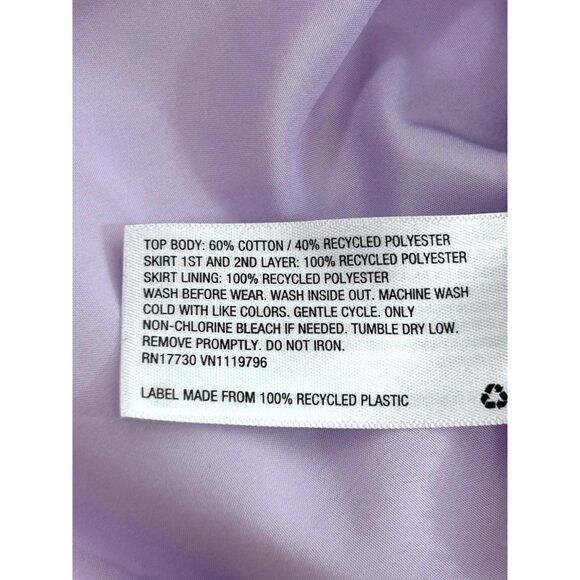 TOP BODY: 60% COTTON / 40% RECYCLED POLYESTER
SKIRT 1ST AND 2ND LAYER: 100% RECYCLED POLYESTER
SKIRT LINING: 100% RECYCLED POLYESTER
WASH BEFORE WEAR. WASH INSIDE OUT. MACHINE WASH
COLD WITH LIKE COLORS. GENTLE CYCLE. ONLY
NON-CHLORINE BLEACH IF NEEDED. TUMBLE DRY LOW.
REMOVE PROMPTLY. DO NOT IRON.
RN17730 VN1119796
LABEL MADE FROM 100% RECYCLED PLASTIC